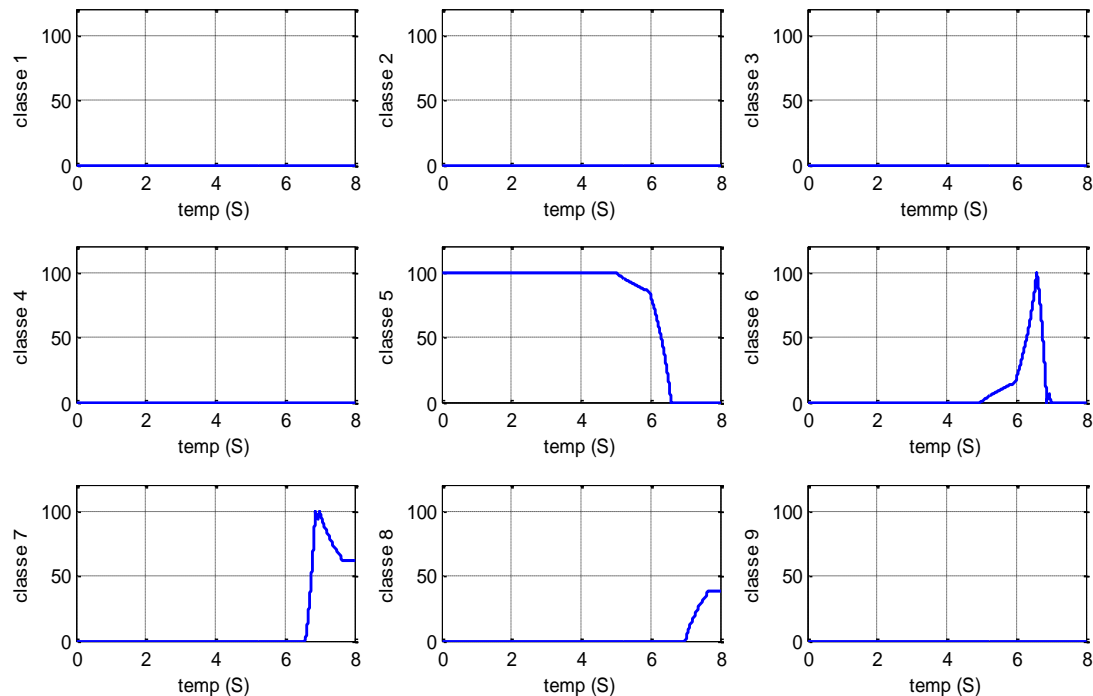 classe 1
100
50
0
0 2 4 6 8
temp (S)
classe 2
100
50
0
0 2 4 6 8
temp (S)
classe 3
100
50
0
0 2 4 6 8
temmp (S)
classe 4
100
50
0
0 2 4 6 8
temp (S)
classe 5
100
50
0
0 2 4 6 8
temp (S)
classe 6
100
50
0
0 2 4 6 8
temp (S)
classe 7
100
50
0
0 2 4 6 8
temp (S)
classe 8
100
50
0
0 2 4 6 8
temp (S)
classe 9
100
50
0
0 2 4 6 8
temp (S)